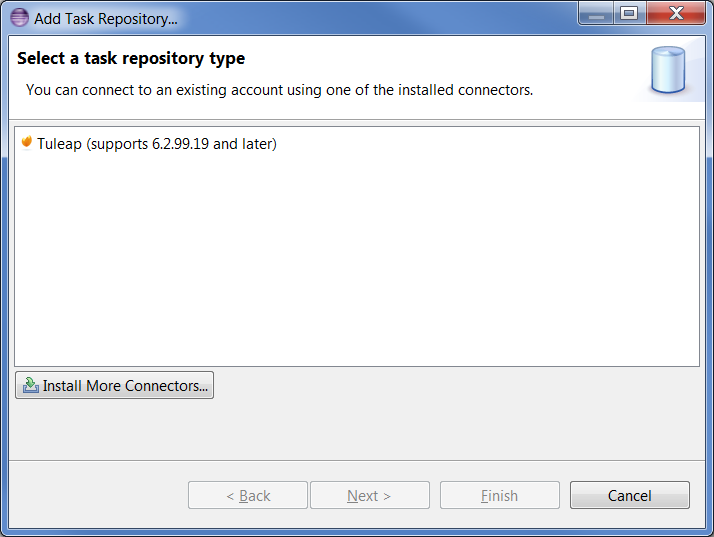 Add Task Repository...
Select a task repository type
You can connect to an existing account using one of the installed connectors.
Tuleap (supports 6.2.99.19 and later)
Install More Connectors...
< Back
Next >
Finish
Cancel